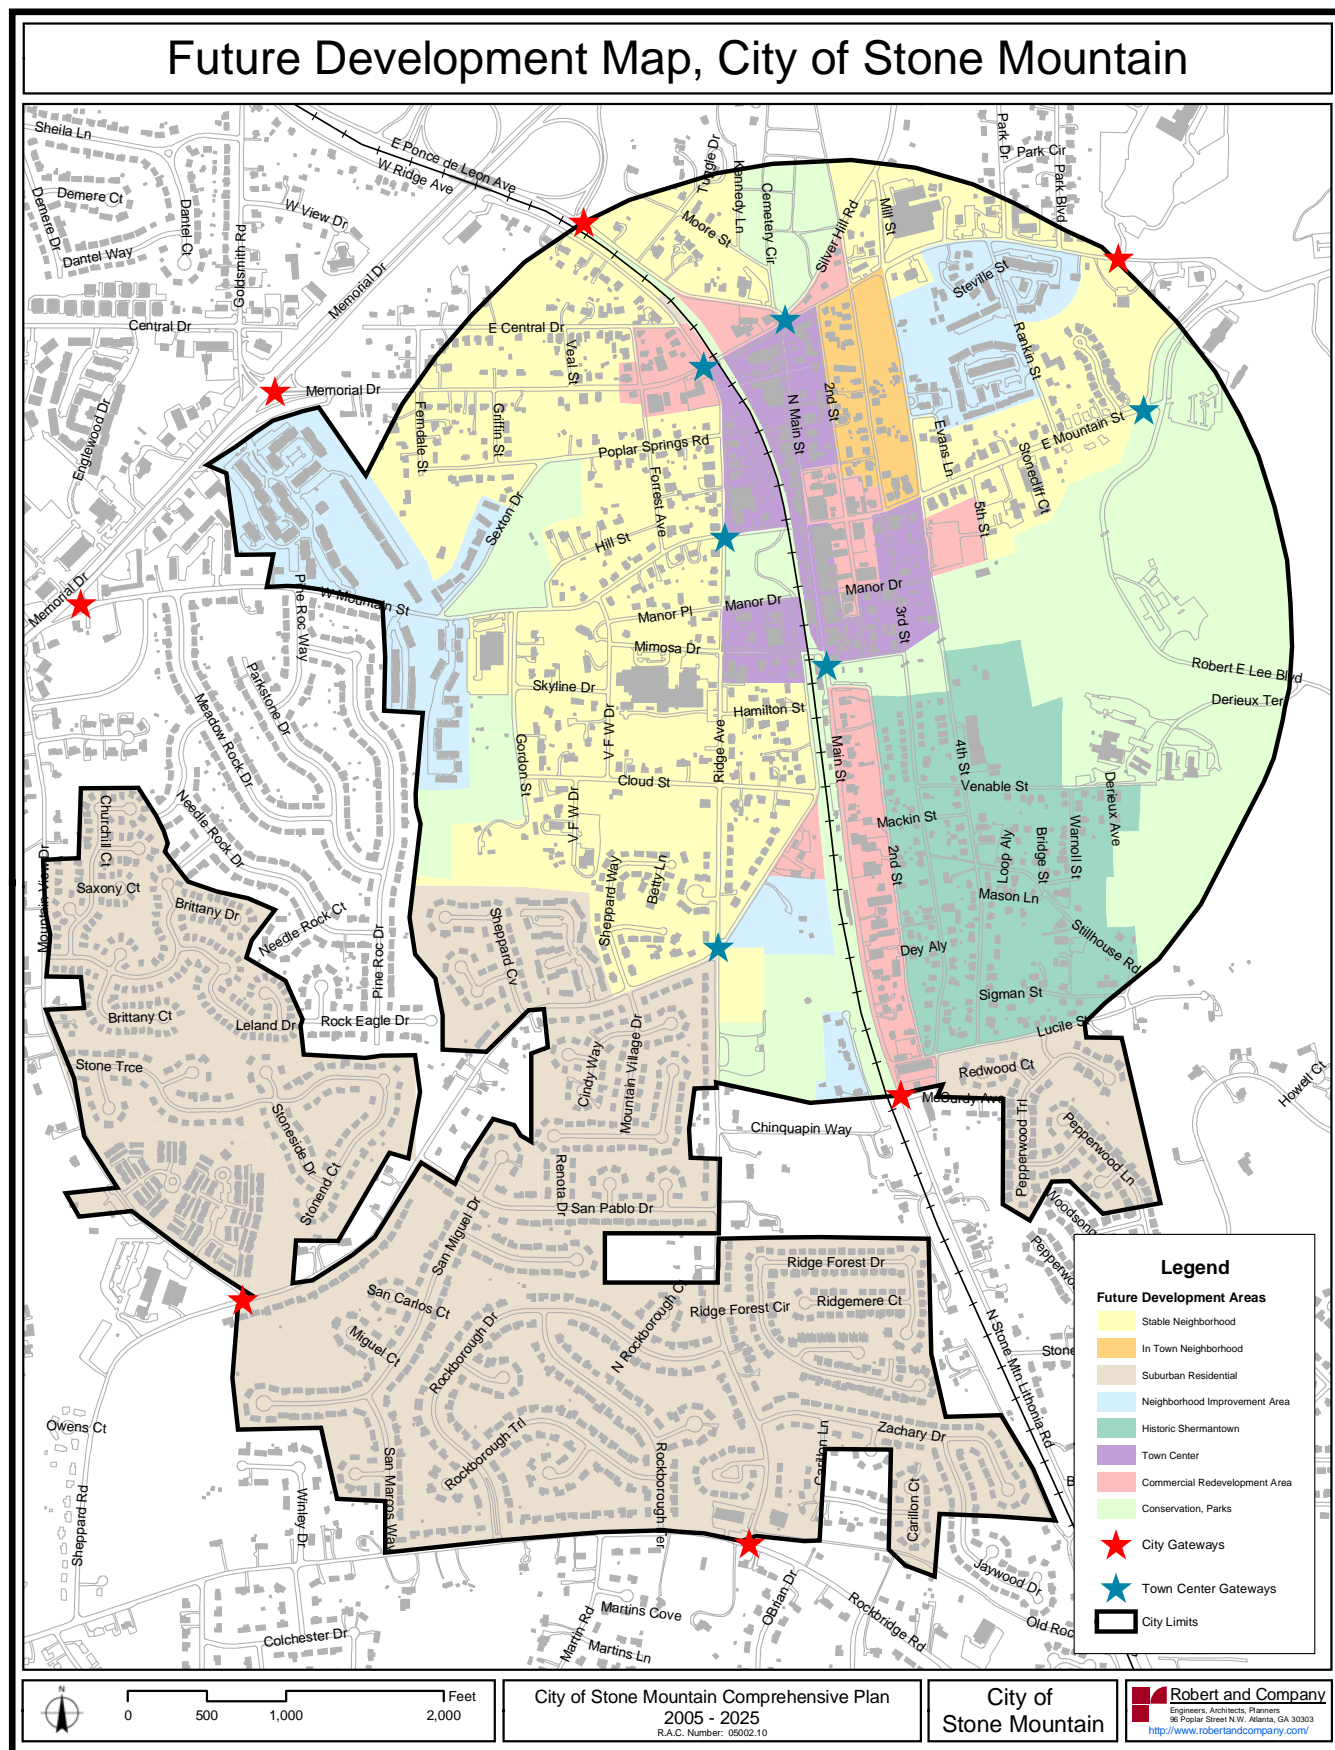 Future Development Map, City of Stone Mountain
Sheila Ln
E Ponce de Leon Ave
W Ridge Ave
Tuggle Dr
Kennedy Ln
Cemetery Cir
Park Dr
Park Cir
Park Blvd
Demere Ct
Demere Dr
Dantel Ct
Dantel Way
W View Dr
Goldsmith Rd
Memorial Dr
Moore St
Silver Hill Rd
Mill St
Steville St
Central Dr
E Central Dr
Veal St
Rankin St
Memorial Dr
Englewood Dr
Ferndale St
Griffin St
Poplar Springs Rd
N Main St
2nd St
Evans Ln
E Mountain St
Stonecliff Ct
Sexton Dr
Forrest Ave
Hill St
5th St
Memorial Dr
W Mountain St
Pine Roc Way
Manor Pl
Manor Dr
Manor Dr
3rd St
Mimosa Dr
Skyline Dr
Robert E Lee Blvd
Derieux Ter
Parkstone Dr
Meadow Rock Dr
V F W Dr
Hamilton St
Ridge Ave
Main St
4th St
Gordon St
Cloud St
Venable St
Derieux Ave
Needle Rock Dr
Churchill Ct
V F W Dr
Mackin St
2nd St
Loop Aly
Bridge St
Warnoll St
Mountain View Dr
Saxony Ct
Brittany Dr
Needle Rock Ct
Pine Roc Dr
Sheppard Cv
Sheppard Way
Betty Ln
Mason Ln
Stillhouse Rd
Dey Aly
Sigman St
Lucile St
Brittany Ct
Leland Dr
Rock Eagle Dr
Stone Trce
Cindy Way
Mountain Village Dr
Redwood Ct
McCurdy Ave
Howell Ct
Stoneside Dr
Stonend Ct
Chinquapin Way
Pepperwood Trl
Pepperwood Ln
Renota Dr
San Pablo Dr
San Miguel Dr
Woodsong
Pepperwo
San Carlos Ct
Miguel Ct
Rockborough Dr
N Rockborough Ct
Ridge Forest Dr
Ridge Forest Cir
Ridgemere Ct
N Stone Mtn Lithonia Rd
Stone
Owens Ct
Sheppard Rd
San Marcos Way
Rockborough Trl
Rockborough Ter
Carillon Ln
Zachary Dr
Carillon Ct
B
Winley Dr
Jaywood Dr
Old Roc
Colchester Dr
Martin Rd
Martins Cove
Martins Ln
OBrian Dr
Rockbridge Rd
Legend
Future Development Areas
Stable Neighborhood
In Town Neighborhood
Suburban Residential
Neighborhood Improvement Area
Historic Shermantown
Town Center
Commercial Redevelopment Area
Conservation, Parks
City Gateways
Town Center Gateways
City Limits
N
Feet
0 500 1,000 2,000
City of Stone Mountain Comprehensive Plan
2005 - 2025
R.A.C. Number: 05002.10
City of
Stone Mountain
Robert and Company
Engineers, Architects, Planners
96 Poplar Street N.W. Atlanta, GA 30303
http://www.robertandcompany.com/